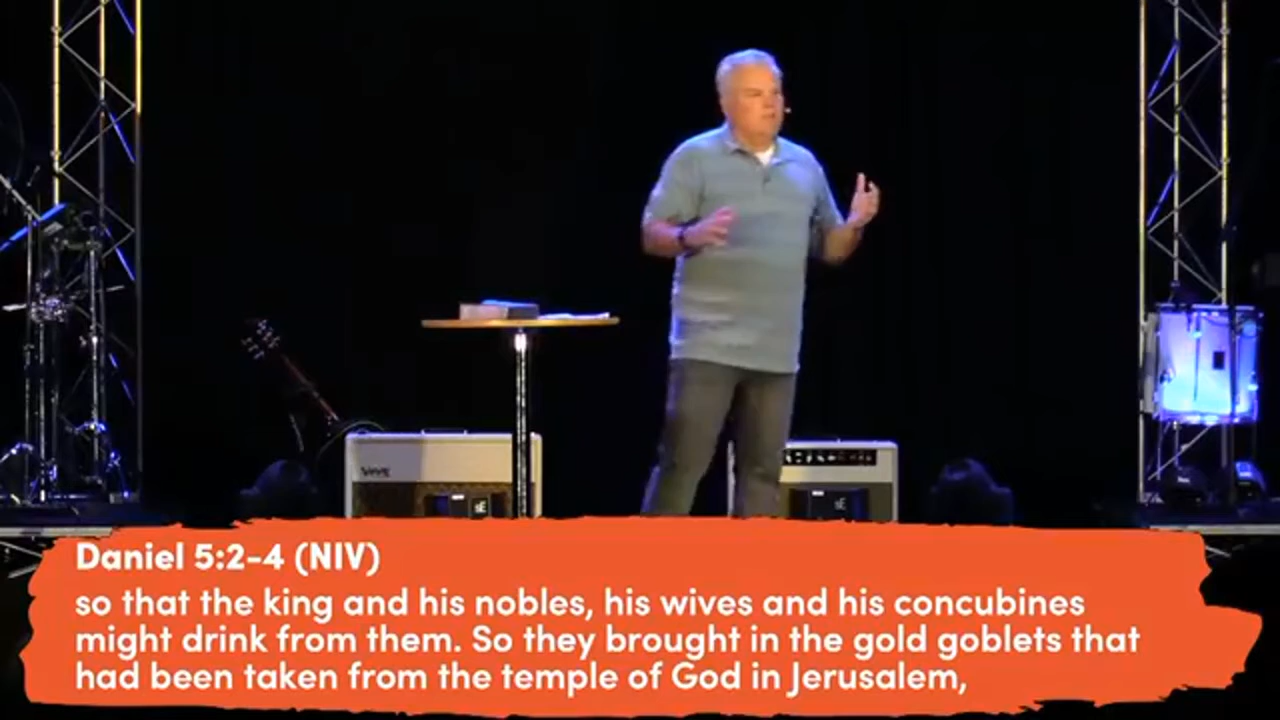 Daniel 5:2-4 (NIV)
so that the king and his nobles, his wives and his concubines
might drink from them. So they brought in the gold goblets that
had been taken from the temple of God in Jerusalem,